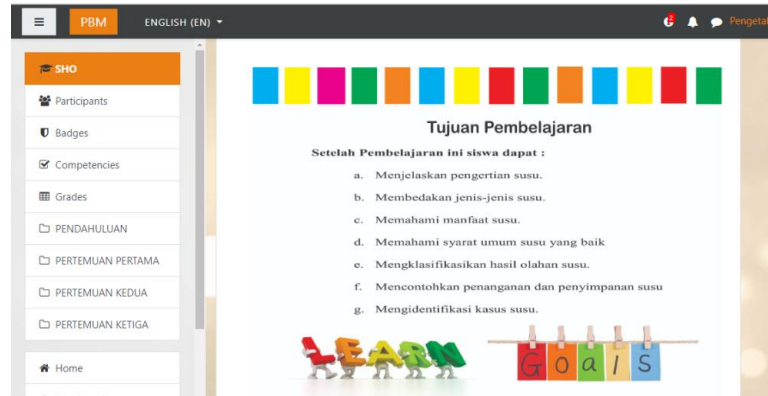 PBM ENGLISH (EN)
SHO
Participants
Badges
Competencies
Grades
PENDAHULUAN
PERTEMUAN PERTAMA
PERTEMUAN KEDUA
PERTEMUAN KETIGA
Home
Tujuan Pembelajaran
Setelah Pembelajaran ini siswa dapat :
a. Menjelaskan pengertian susu.
b. Membedakan jenis-jenis susu.
c. Memahami manfaat susu.
d. Memahami syarat umum susu yang baik
e. Mengklasifikasikan hasil olahan susu.
f. Mencontohkan penanganan dan penyimpanan susu
g. Mengidentifikasi kasus susu.
LEARN GoalS